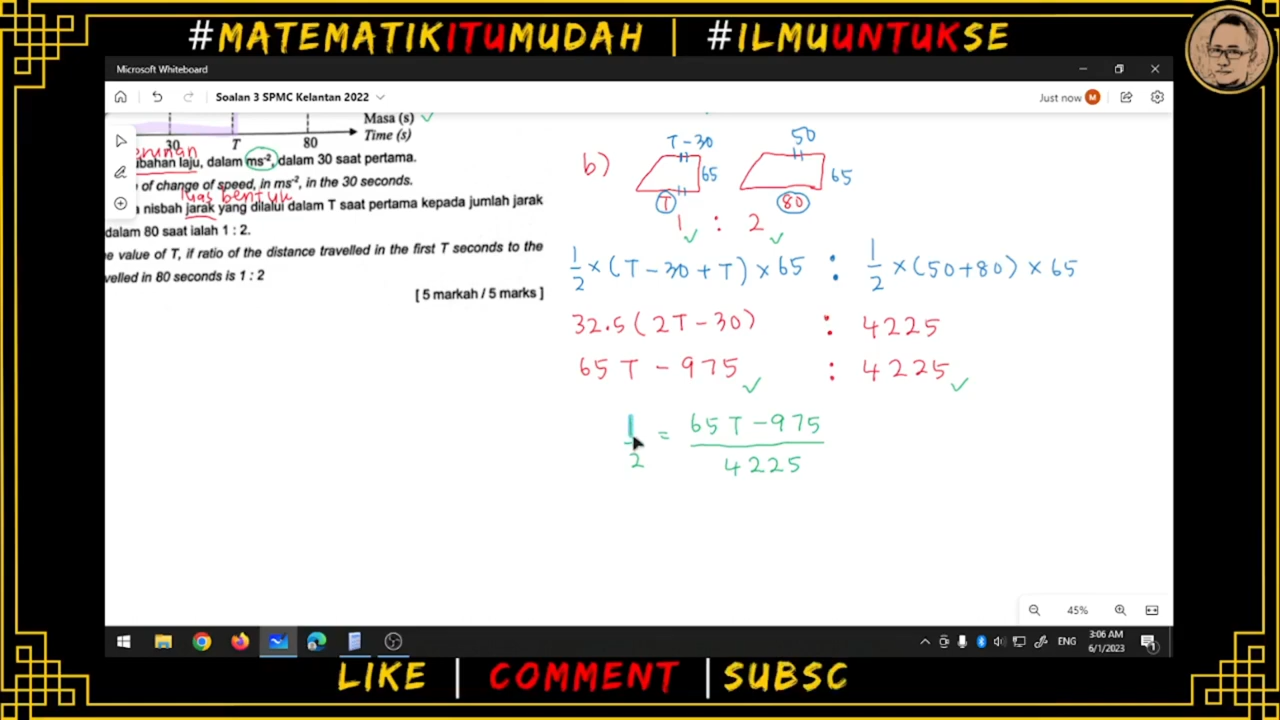 #MATEMATIKITUMUDAH | #ILMUUNTUKSE
Microsoft Whiteboard
Soalan 3 SPMC Kelantan 2022
Just now M
Masa (s)
Time (s)
30 T 80
bahan laju, dalam ms-2, dalam 30 saat pertama.
of change of speed, in ms-2, in the 30 seconds.
luas bentuk
nisbah jarak yang dilalui dalam T saat pertama kepada jumlah jarak
dalam 80 saat ialah 1 : 2.
e value of T, if ratio of the distance travelled in the first T seconds to the
velled in 80 seconds is 1 : 2
[ 5 markah / 5 marks ]
b)
T-30 50
65 65
T 80
1 : 2
1/2 × (T-30+T) × 65 : 1/2 × (50+80) × 65
32.5 (2T-30) : 4225
65T - 975 : 4225
1/2 = 65T-975/4225
45%
ENG
3:06 AM
6/1/2023
1
LIKE | COMMENT | SUBSC